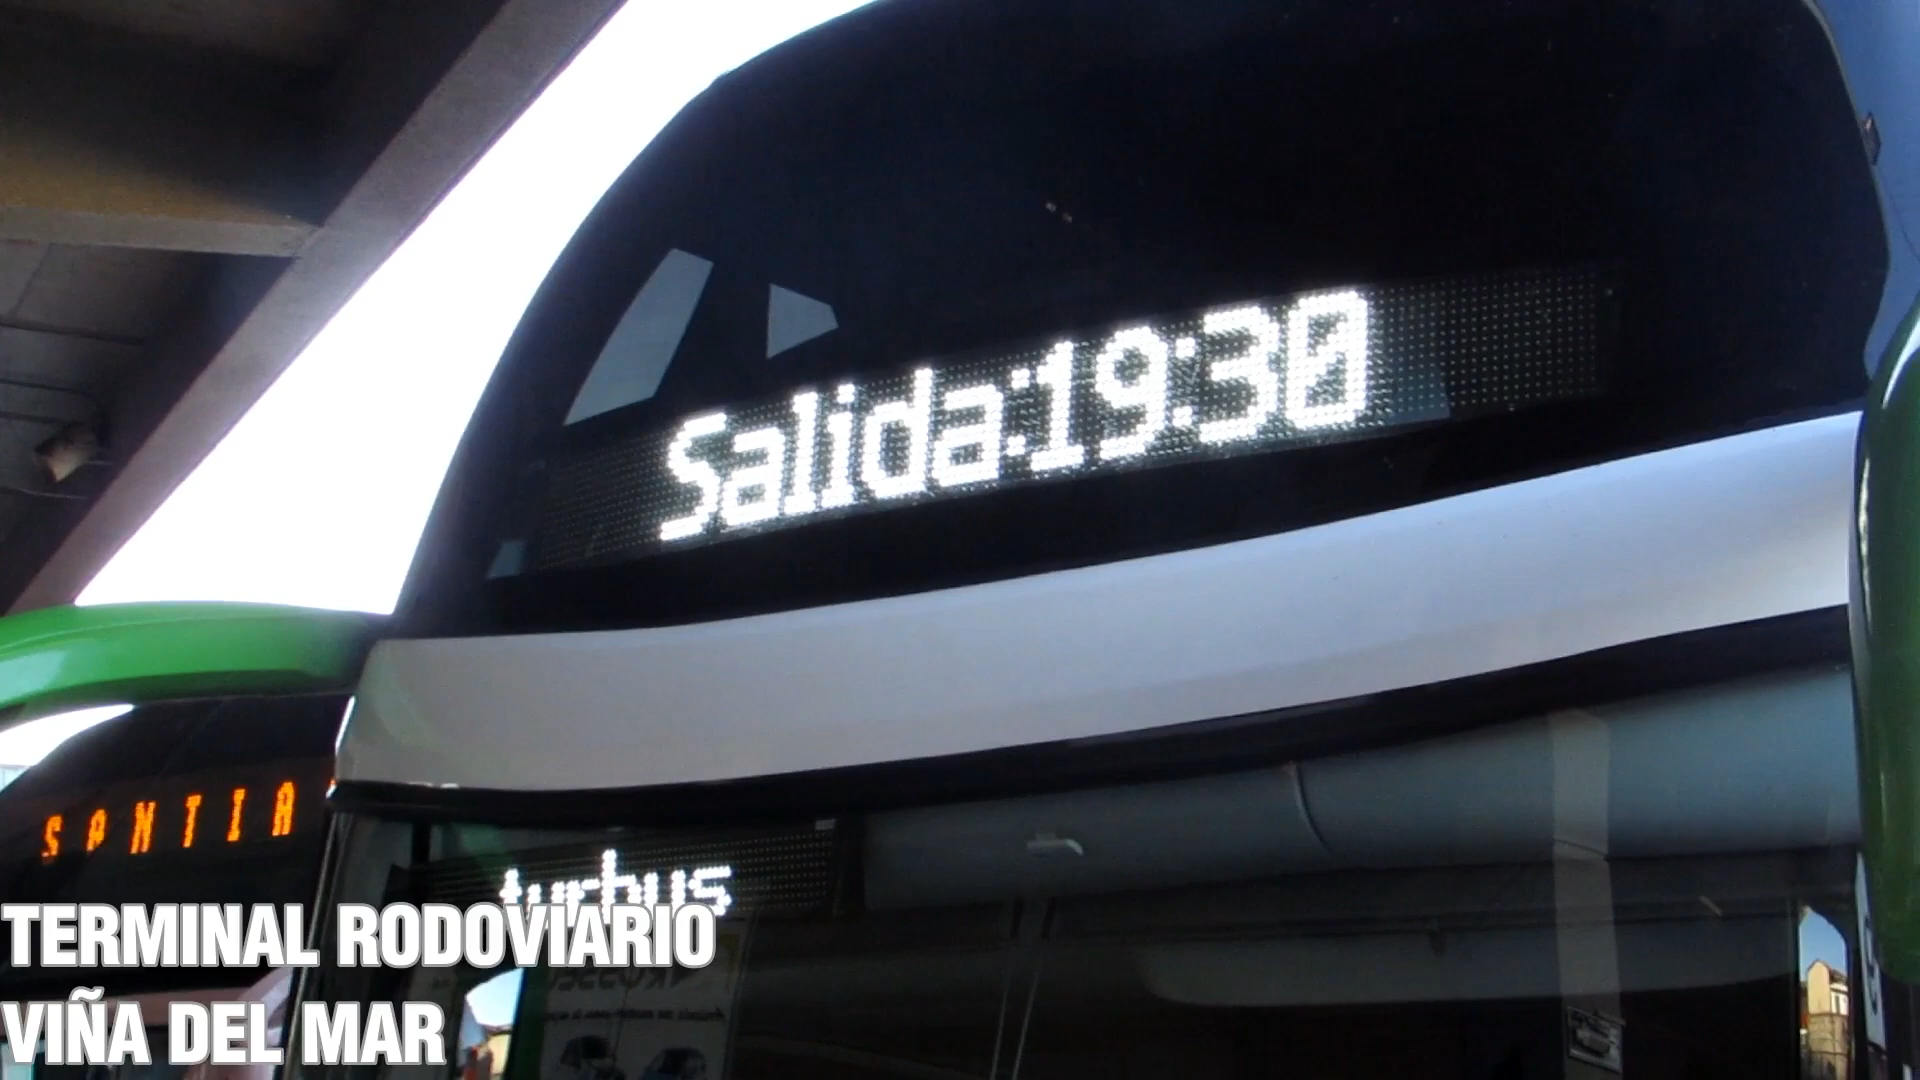 Salida:19:30
SANTIA
turbus
TERMINAL RODOVIARIO
VIÑA DEL MAR